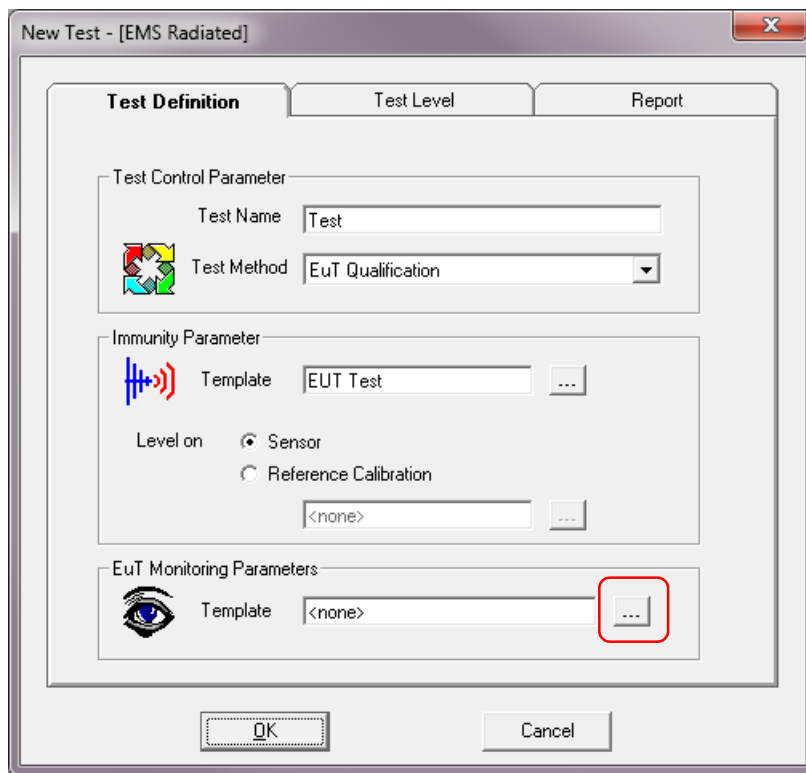 New Test - [EMS Radiated]
Test Definition Test Level Report
Test Control Parameter
Test Name Test
Test Method EuT Qualification
Immunity Parameter
Template EUT Test ...
Level on Sensor
Reference Calibration
<none> ...
EuT Monitoring Parameters
Template <none> ...
OK Cancel